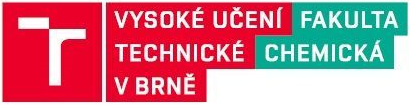 VYSOKÉ UČENÍ FAKULTA
TECHNICKÉ CHEMICKÁ
V BRNĚ